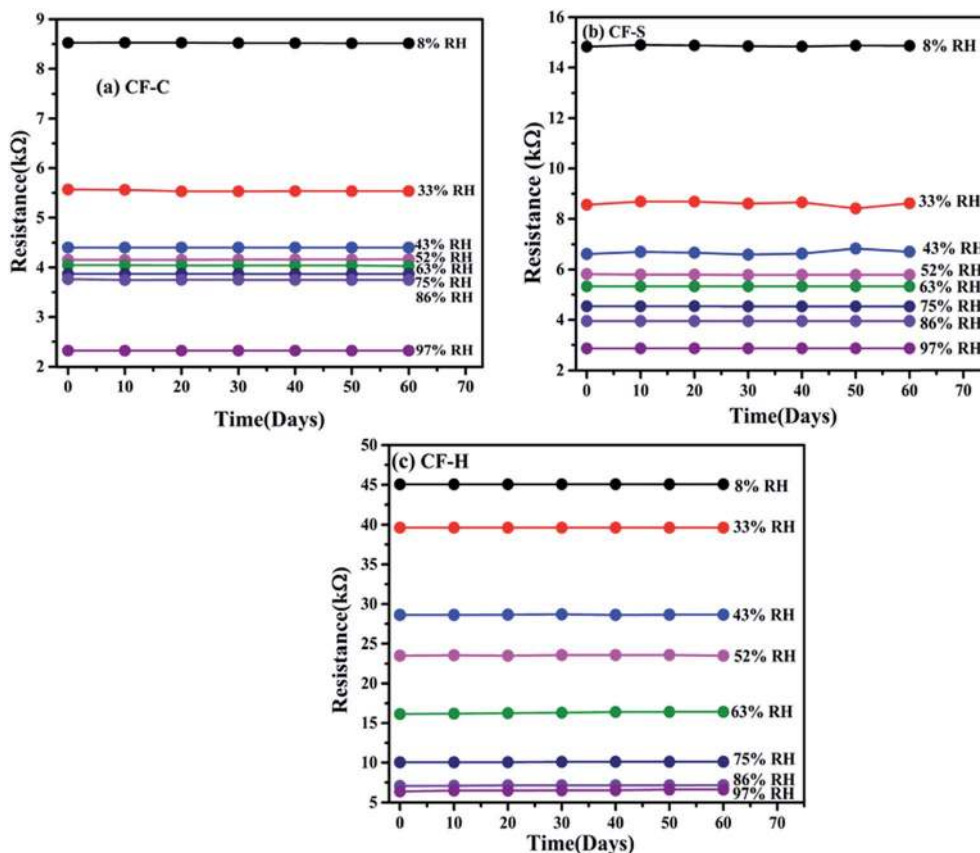 (a) CF-C
Resistance(kΩ)
9
8
7
6
5
4
3
2
8% RH
33% RH
43% RH
52% RH
63% RH
75% RH
86% RH
97% RH
0 10 20 30 40 50 60 70
Time(Days)
(b) CF-S
Resistance (kΩ)
16
14
12
10
8
6
4
2
8% RH
33% RH
43% RH
52% RH
63% RH
75% RH
86% RH
97% RH
0 10 20 30 40 50 60 70
Time(Days)
(c) CF-H
Resistance(kΩ)
50
45
40
35
30
25
20
15
10
5
8% RH
33% RH
43% RH
52% RH
63% RH
75% RH
86% RH
97% RH
0 10 20 30 40 50 60 70
Time(Days)